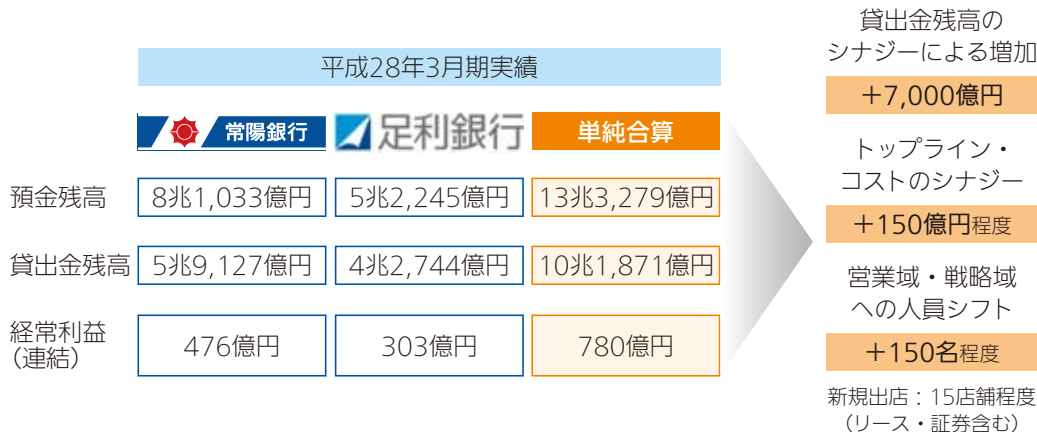 平成28年3月期実績
常陽銀行 足利銀行 単純合算
預金残高 8兆1,033億円 5兆2,245億円 13兆3,279億円
貸出金残高 5兆9,127億円 4兆2,744億円 10兆1,871億円
経常利益
(連結) 476億円 303億円 780億円
貸出金残高の
シナジーによる増加
+7,000億円
トップライン・
コストのシナジー
+150億円程度
営業域・戦略域
への人員シフト
+150名程度
新規出店：15店舗程度
（リース・証券含む）